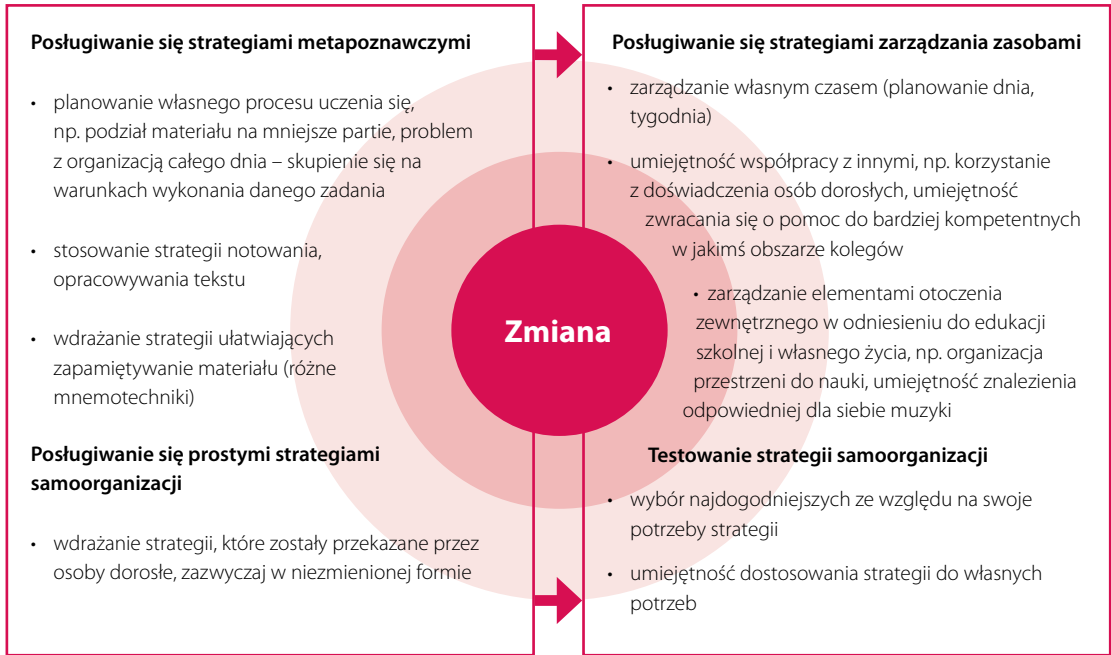 Posługiwanie się strategiami metapoznawczymi
• planowanie własnego procesu uczenia się,
np. podział materiału na mniejsze partie, problem
z organizacją całego dnia – skupienie się na
warunkach wykonania danego zadania
• stosowanie strategii notowania,
opracowywania tekstu
• wdrażanie strategii ułatwiających
zapamiętywanie materiału (różne
mnemotechniki)
Posługiwanie się prostymi strategiami
samoorganizacji
• wdrażanie strategii, które zostały przekazane przez
osoby dorosłe, zazwyczaj w niezmienionej formie
Zmiana
Posługiwanie się strategiami zarządzania zasobami
• zarządzanie własnym czasem (planowanie dnia,
tygodnia)
• umiejętność współpracy z innymi, np. korzystanie
z doświadczenia osób dorosłych, umiejętność
zwracania się o pomoc do bardziej kompetentnych
w jakimś obszarze kolegów
• zarządzanie elementami otoczenia
zewnętrznego w odniesieniu do edukacji
szkolnej i własnego życia, np. organizacja
przestrzeni do nauki, umiejętność znalezienia
odpowiedniej dla siebie muzyki
Testowanie strategii samoorganizacji
• wybór najdogodniejszych ze względu na swoje
potrzeby strategii
• umiejętność dostosowania strategii do własnych
potrzeb